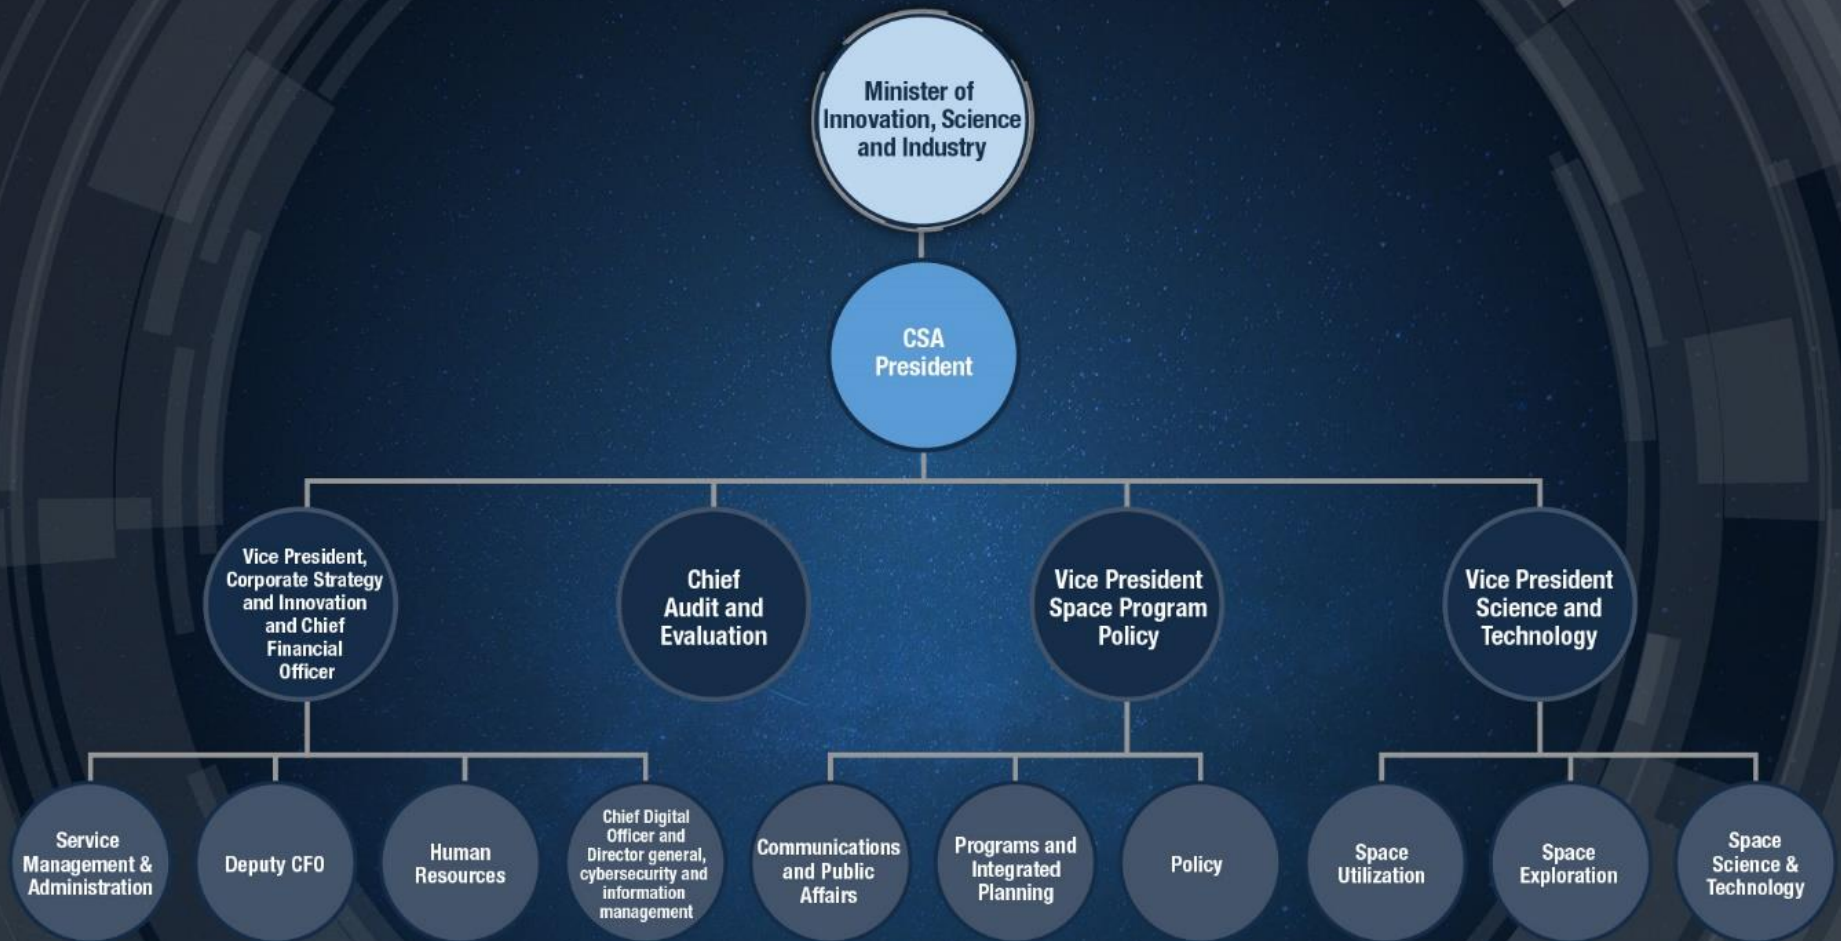 Minister of
Innovation, Science
and Industry
CSA
President
Vice President,
Corporate Strategy
and Innovation
and Chief
Financial
Officer
Chief
Audit and
Evaluation
Vice President
Space Program
Policy
Vice President
Science and
Technology
Service
Management &
Administration
Deputy CFO
Human
Resources
Chief Digital
Officer and
Director general,
cybersecurity and
information
management
Communications
and Public
Affairs
Programs and
Integrated
Planning
Policy
Space
Utilization
Space
Exploration
Space
Science &
Technology